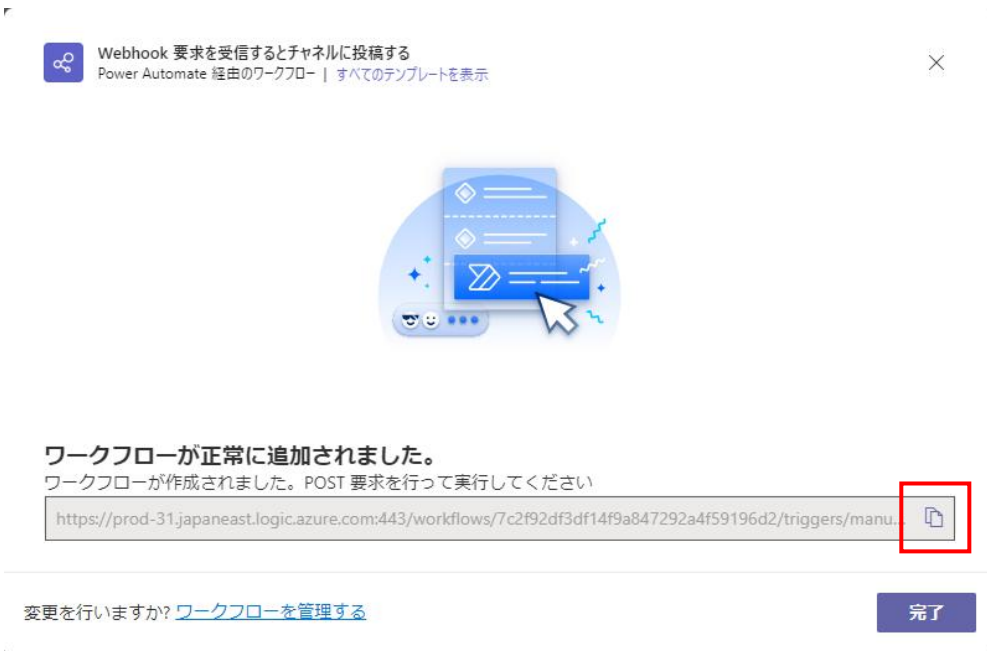 Webhook 要求を受信するとチャネルに投稿する
Power Automate 経由のワークフロー | すべてのテンプレートを表示
ワークフローが正常に追加されました。
ワークフローが作成されました。POST 要求を行って実行してください
https://prod-31.japaneast.logic.azure.com:443/workflows/7c2f92df3df14f9a847292a4f59196d2/triggers/manu...
変更を行いますか? ワークフローを管理する
完了